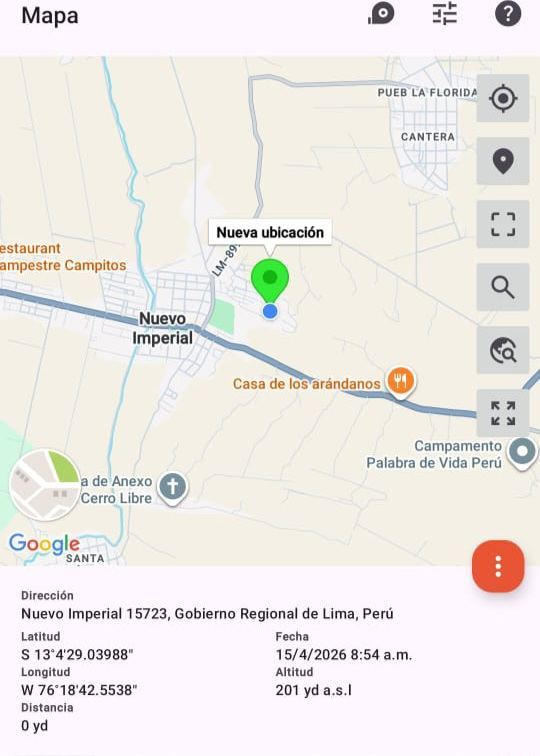 Mapa
PUEB LA FLORIDA
CANTERA
Nueva ubicación
estaurant
ampestre Campitos
LM-89
Nuevo
Imperial
Casa de los arándanos
Campamento
Palabra de Vida Perú
a de Anexo
Cerro Libre
Google
SANTA
Dirección
Nuevo Imperial 15723, Gobierno Regional de Lima, Perú
Latitud
Fecha
S 13°4'29.03988"
15/4/2026 8:54 a.m.
Longitud
Altitud
W 76°18'42.5538"
201 yd a.s.l
Distancia
0 yd